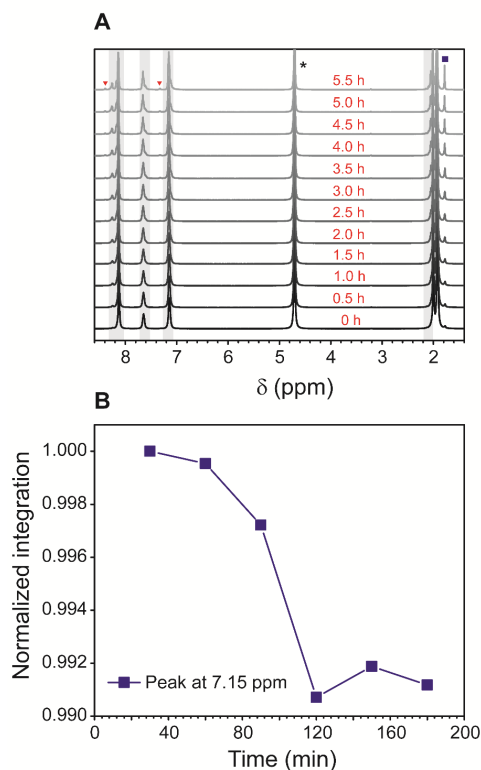 A
*
5.5 h
5.0 h
4.5 h
4.0 h
3.5 h
3.0 h
2.5 h
2.0 h
1.5 h
1.0 h
0.5 h
0 h
8 7 6 5 4 3 2
δ (ppm)
B
1.000
0.998
0.996
0.994
0.992
0.990
Normalized integration
Peak at 7.15 ppm
0 40 80 120 160 200
Time (min)